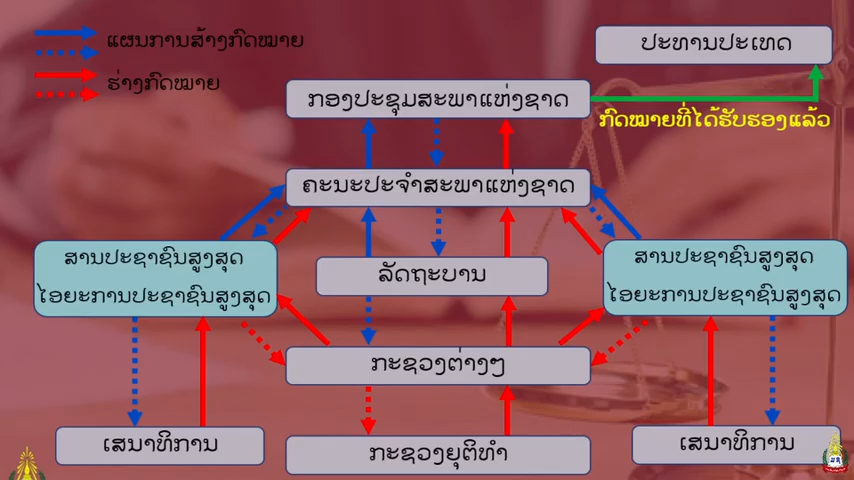 ແຜນການສ້າງກົດໝາຍ
ຮ່າງກົດໝາຍ
ປະທານປະເທດ
ກອງປະຊຸມສະພາແຫ່ງຊາດ
ກົດໝາຍທີ່ໄດ້ຮັບຮອງແລ້ວ
ຄະນະປະຈຳສະພາແຫ່ງຊາດ
ສານປະຊາຊົນສູງສຸດ
ໄອຍະການປະຊາຊົນສູງສຸດ
ລັດຖະບານ
ສານປະຊາຊົນສູງສຸດ
ໄອຍະການປະຊາຊົນສູງສຸດ
ກະຊວງຕ່າງໆ
ເສນາທິການ
ກະຊວງຍຸຕິທຳ
ເສນາທິການ